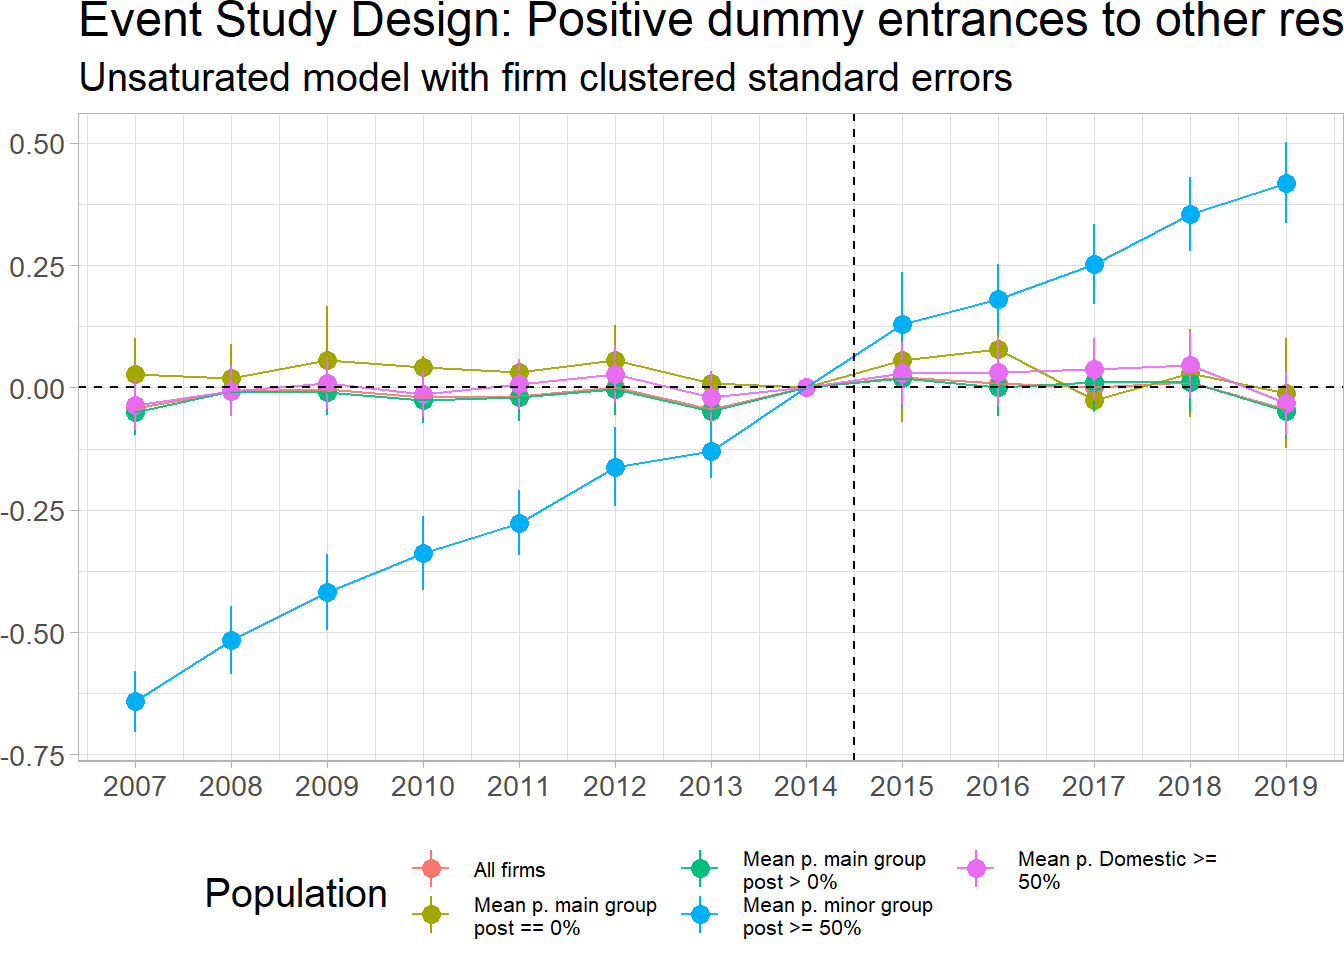 Event Study Design: Positive dummy entrances to other res
Unsaturated model with firm clustered standard errors
0.50
0.25
0.00
-0.25
-0.50
-0.75
2007 2008 2009 2010 2011 2012 2013 2014 2015 2016 2017 2018 2019
Population
All firms
Mean p. main group
post == 0%
Mean p. main group
post > 0%
Mean p. minor group
post >= 50%
Mean p. Domestic >=
50%